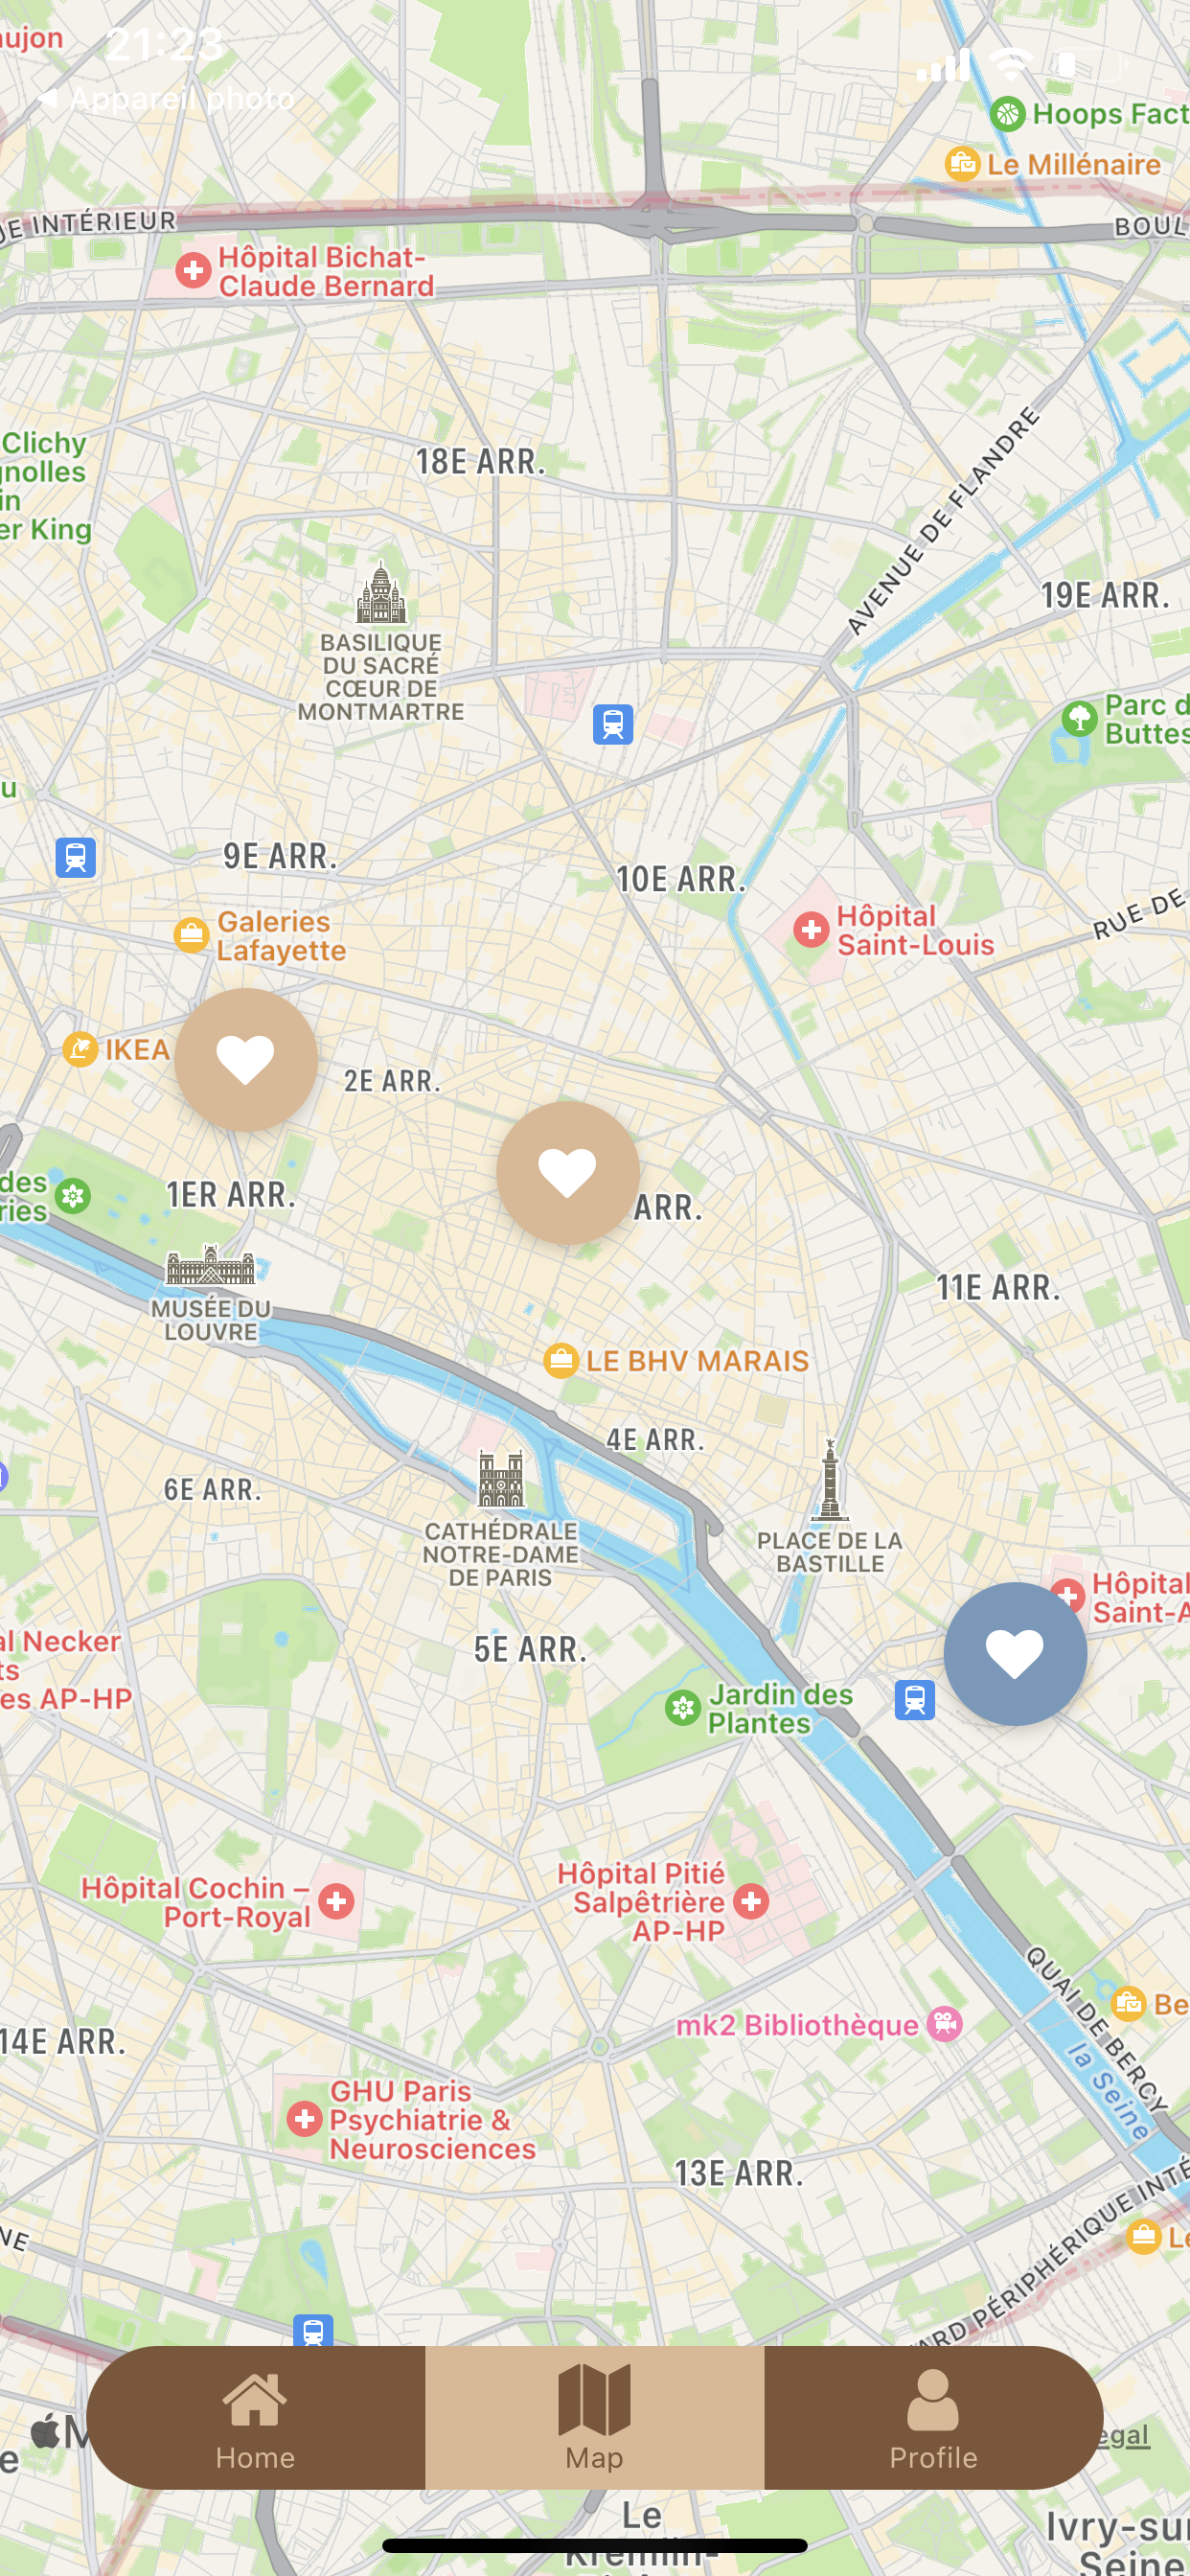 ujon
21:23
Appareil photo
Hoops Fact
Le Millénaire
UE INTÉRIEUR
BOUL
Hôpital Bichat-
Claude Bernard
Clichy
gnolles
in
er King
18E ARR.
AVENUE DE FLANDRE
19E ARR.
BASILIQUE
DU SACRÉ
CŒUR DE
MONTMARTRE
Parc d
Buttes
u
9E ARR.
10E ARR.
Galeries
Lafayette
Hôpital
Saint-Louis
RUE DE
IKEA
2E ARR.
des
ries
1ER ARR.
ARR.
11E ARR.
MUSÉE DU
LOUVRE
LE BHV MARAIS
4E ARR.
6E ARR.
CATHÉDRALE
NOTRE-DAME
DE PARIS
PLACE DE LA
BASTILLE
Hôpital
Saint-A
al Necker
ts
es AP-HP
5E ARR.
Jardin des
Plantes
Hôpital Cochin –
Port-Royal
Hôpital Pitié
Salpêtrière
AP-HP
QUAI DE BERCY
la Seine
Be
mk2 Bibliothèque
14E ARR.
GHU Paris
Psychiatrie &
Neurosciences
13E ARR.
NE
ARD PÉRIPHÉRIQUE INTÉ
Le
Home
Map
Profile
M
e
egal
Le
Kremlin-
Ivry-sur
Seine